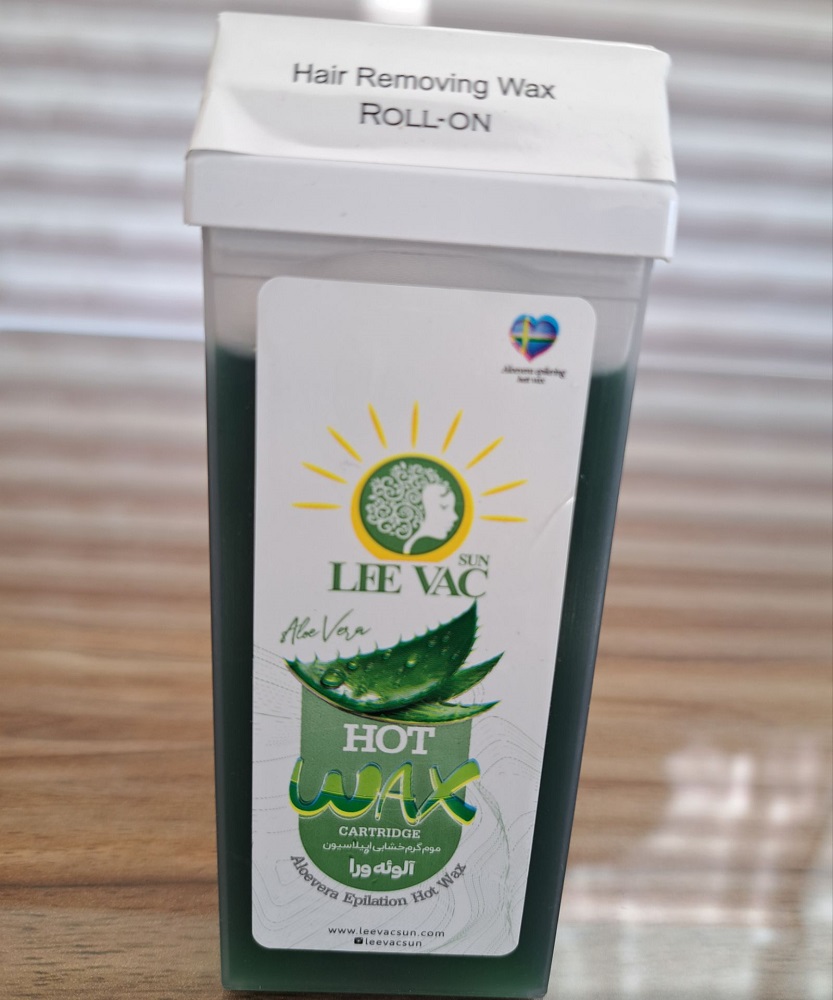 Hair Removing Wax
ROLL-ON
SUN
LEE VAC
Aloe Vera
HOT
WAX
CARTRIDGE
موم گرم خشابی اپیلاسیون
آلوئه ورا
Aloevera Epilation Hot Wax
www.leevacsun.com
leevacsun